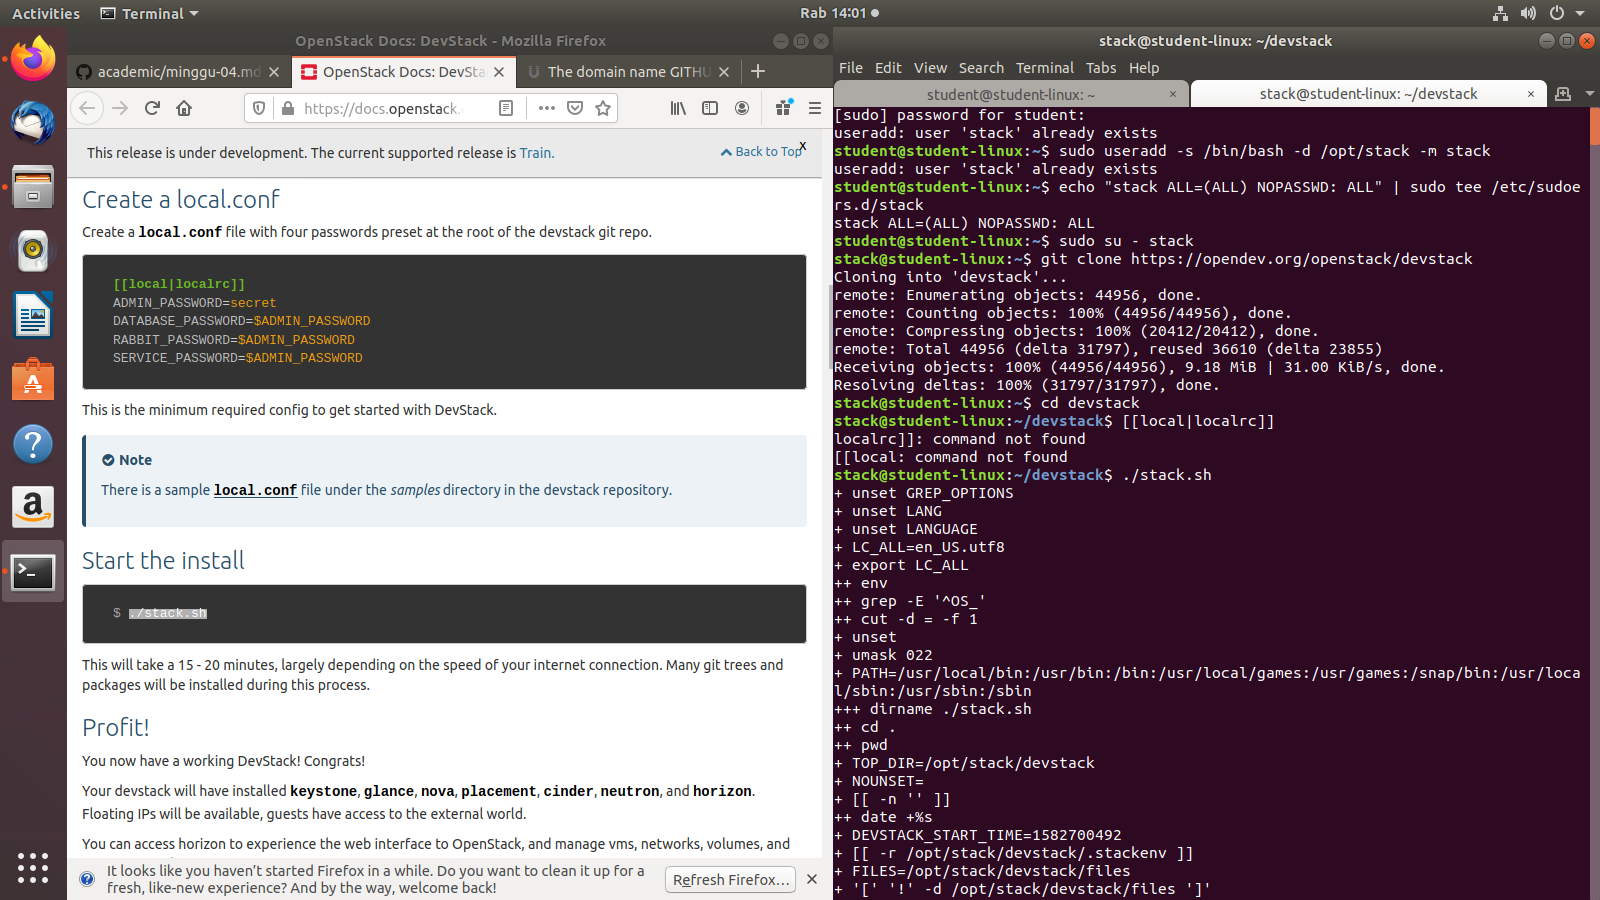 Activities
Terminal
Rab 14:01
OpenStack Docs: DevStack - Mozilla Firefox
academic/minggu-04.md
OpenStack Docs: DevSta
The domain name GITHU
https://docs.openstack.
This release is under development. The current supported release is Train.
Back to Top
x
Create a local.conf
Create a local.conf file with four passwords preset at the root of the devstack git repo.
[[local|localrc]]
ADMIN_PASSWORD=secret
DATABASE_PASSWORD=$ADMIN_PASSWORD
RABBIT_PASSWORD=$ADMIN_PASSWORD
SERVICE_PASSWORD=$ADMIN_PASSWORD
This is the minimum required config to get started with DevStack.
Note
There is a sample local.conf file under the samples directory in the devstack repository.
Start the install
$ ./stack.sh
This will take a 15 - 20 minutes, largely depending on the speed of your internet connection. Many git trees and
packages will be installed during this process.
Profit!
You now have a working DevStack! Congrats!
Your devstack will have installed keystone, glance, nova, placement, cinder, neutron, and horizon.
Floating IPs will be available, guests have access to the external world.
You can access horizon to experience the web interface to OpenStack, and manage vms, networks, volumes, and
It looks like you haven't started Firefox in a while. Do you want to clean it up for a
fresh, like-new experience? And by the way, welcome back!
Refresh Firefox...
stack@student-linux: ~/devstack
File Edit View Search Terminal Tabs Help
student@student-linux: ~
stack@student-linux: ~/devstack
[sudo] password for student:
useradd: user 'stack' already exists
student@student-linux:~$ sudo useradd -s /bin/bash -d /opt/stack -m stack
useradd: user 'stack' already exists
student@student-linux:~$ echo "stack ALL=(ALL) NOPASSWD: ALL" | sudo tee /etc/sudoe
rs.d/stack
stack ALL=(ALL) NOPASSWD: ALL
student@student-linux:~$ sudo su - stack
stack@student-linux:~$ git clone https://opendev.org/openstack/devstack
Cloning into 'devstack'...
remote: Enumerating objects: 44956, done.
remote: Counting objects: 100% (44956/44956), done.
remote: Compressing objects: 100% (20412/20412), done.
remote: Total 44956 (delta 31797), reused 36610 (delta 23855)
Receiving objects: 100% (44956/44956), 9.18 MiB | 31.00 KiB/s, done.
Resolving deltas: 100% (31797/31797), done.
stack@student-linux:~$ cd devstack
stack@student-linux:~/devstack$ [[local|localrc]]
localrc]]: command not found
[[local: command not found
stack@student-linux:~/devstack$ ./stack.sh
+ unset GREP_OPTIONS
+ unset LANG
+ unset LANGUAGE
+ LC_ALL=en_US.utf8
+ export LC_ALL
++ env
++ grep -E '^OS_'
++ cut -d = -f 1
+ unset
+ umask 022
+ PATH=/usr/local/bin:/usr/bin:/bin:/usr/local/games:/usr/games:/snap/bin:/usr/loca
l/sbin:/usr/sbin:/sbin
+++ dirname ./stack.sh
++ cd .
++ pwd
+ TOP_DIR=/opt/stack/devstack
+ NOUNSET=
+ [[ -n '' ]]
++ date +%s
+ DEVSTACK_START_TIME=1582700492
+ [[ -r /opt/stack/devstack/.stackenv ]]
+ FILES=/opt/stack/devstack/files
+ '[' '!' -d /opt/stack/devstack/files ']'